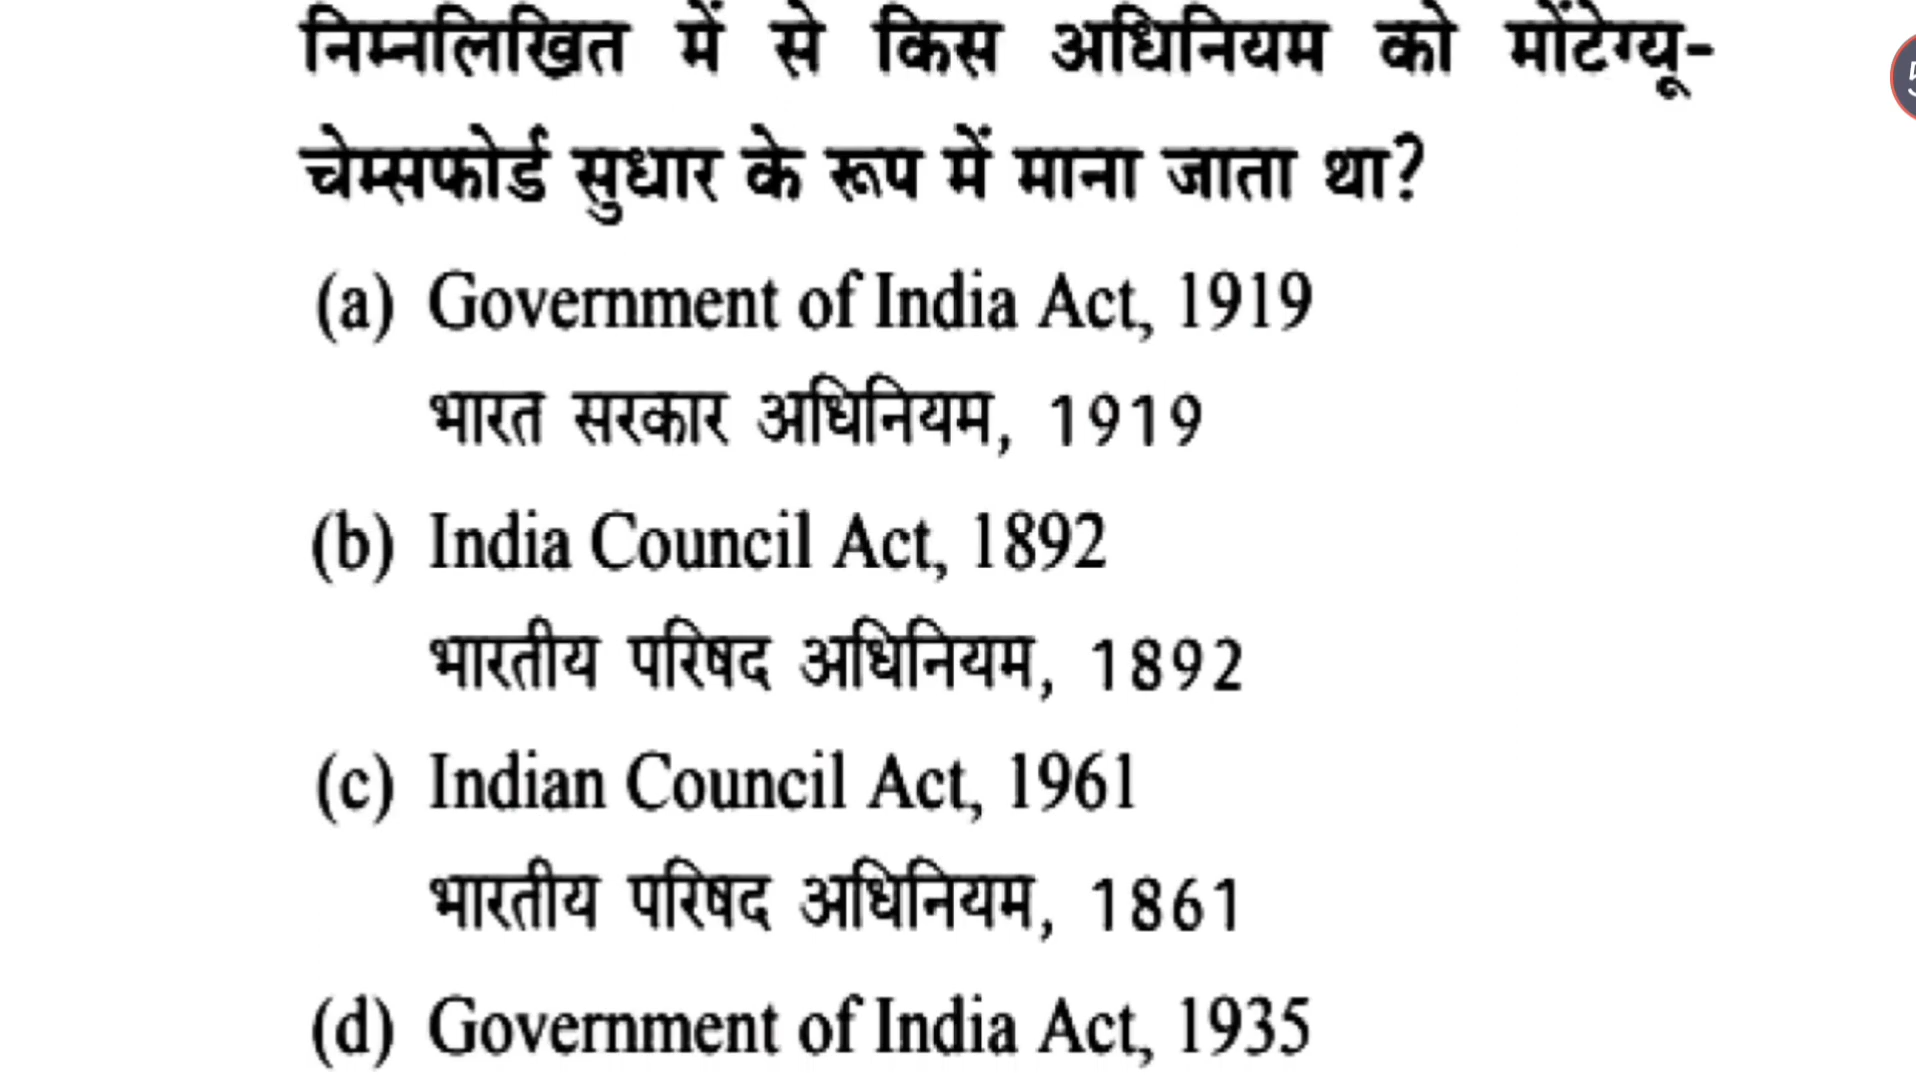 निम्नलिखित में से किस अधिनियम को मोंटेग्यू-
चेम्सफोर्ड सुधार के रूप में माना जाता था?
(a) Government of India Act, 1919
भारत सरकार अधिनियम, 1919
(b) India Council Act, 1892
भारतीय परिषद अधिनियम, 1892
(c) Indian Council Act, 1961
भारतीय परिषद अधिनियम, 1861
(d) Government of India Act, 1935